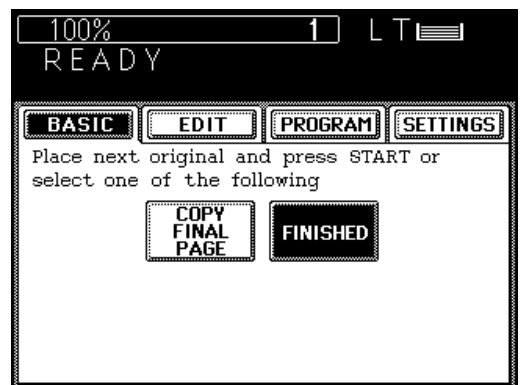 100% 1 LT
READY
BASIC EDIT PROGRAM SETTINGS
Place next original and press START or
select one of the following
COPY
FINAL
PAGE
FINISHED